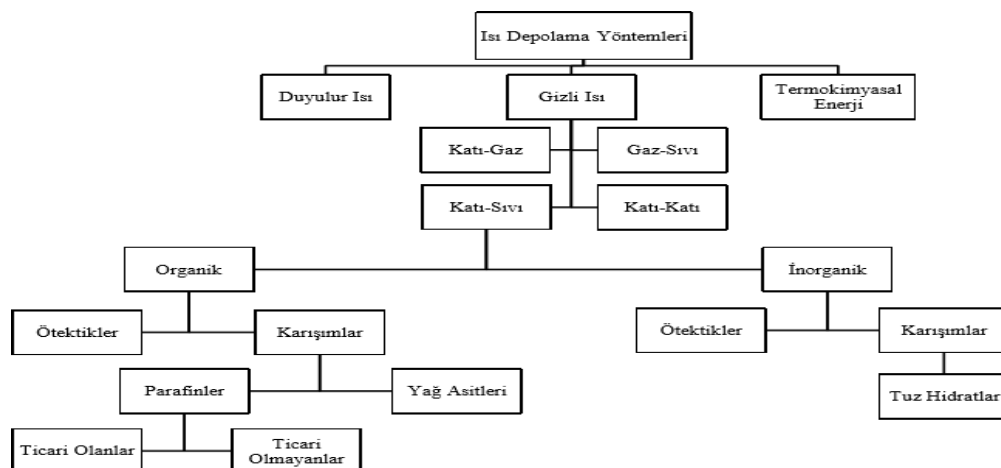 Isı Depolama Yöntemleri
Duyulur Isı
Gizli Isı
Termokimyasal
Enerji
Katı-Gaz
Gaz-Sıvı
Katı-Sıvı
Katı-Katı
Organik
İnorganik
Ötektikler
Karışımlar
Ötektikler
Karışımlar
Parafinler
Yağ Asitleri
Tuz Hidratlar
Ticari Olanlar
Ticari
Olmayanlar